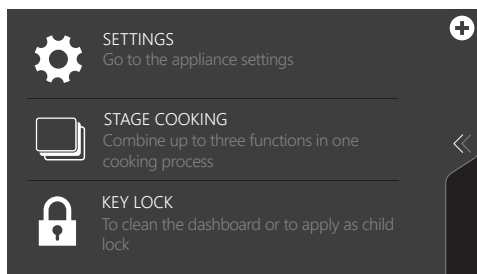 SETTINGS
Go to the appliance settings
STAGE COOKING
Combine up to three functions in one
cooking process
KEY LOCK
To clean the dashboard or to apply as child
lock